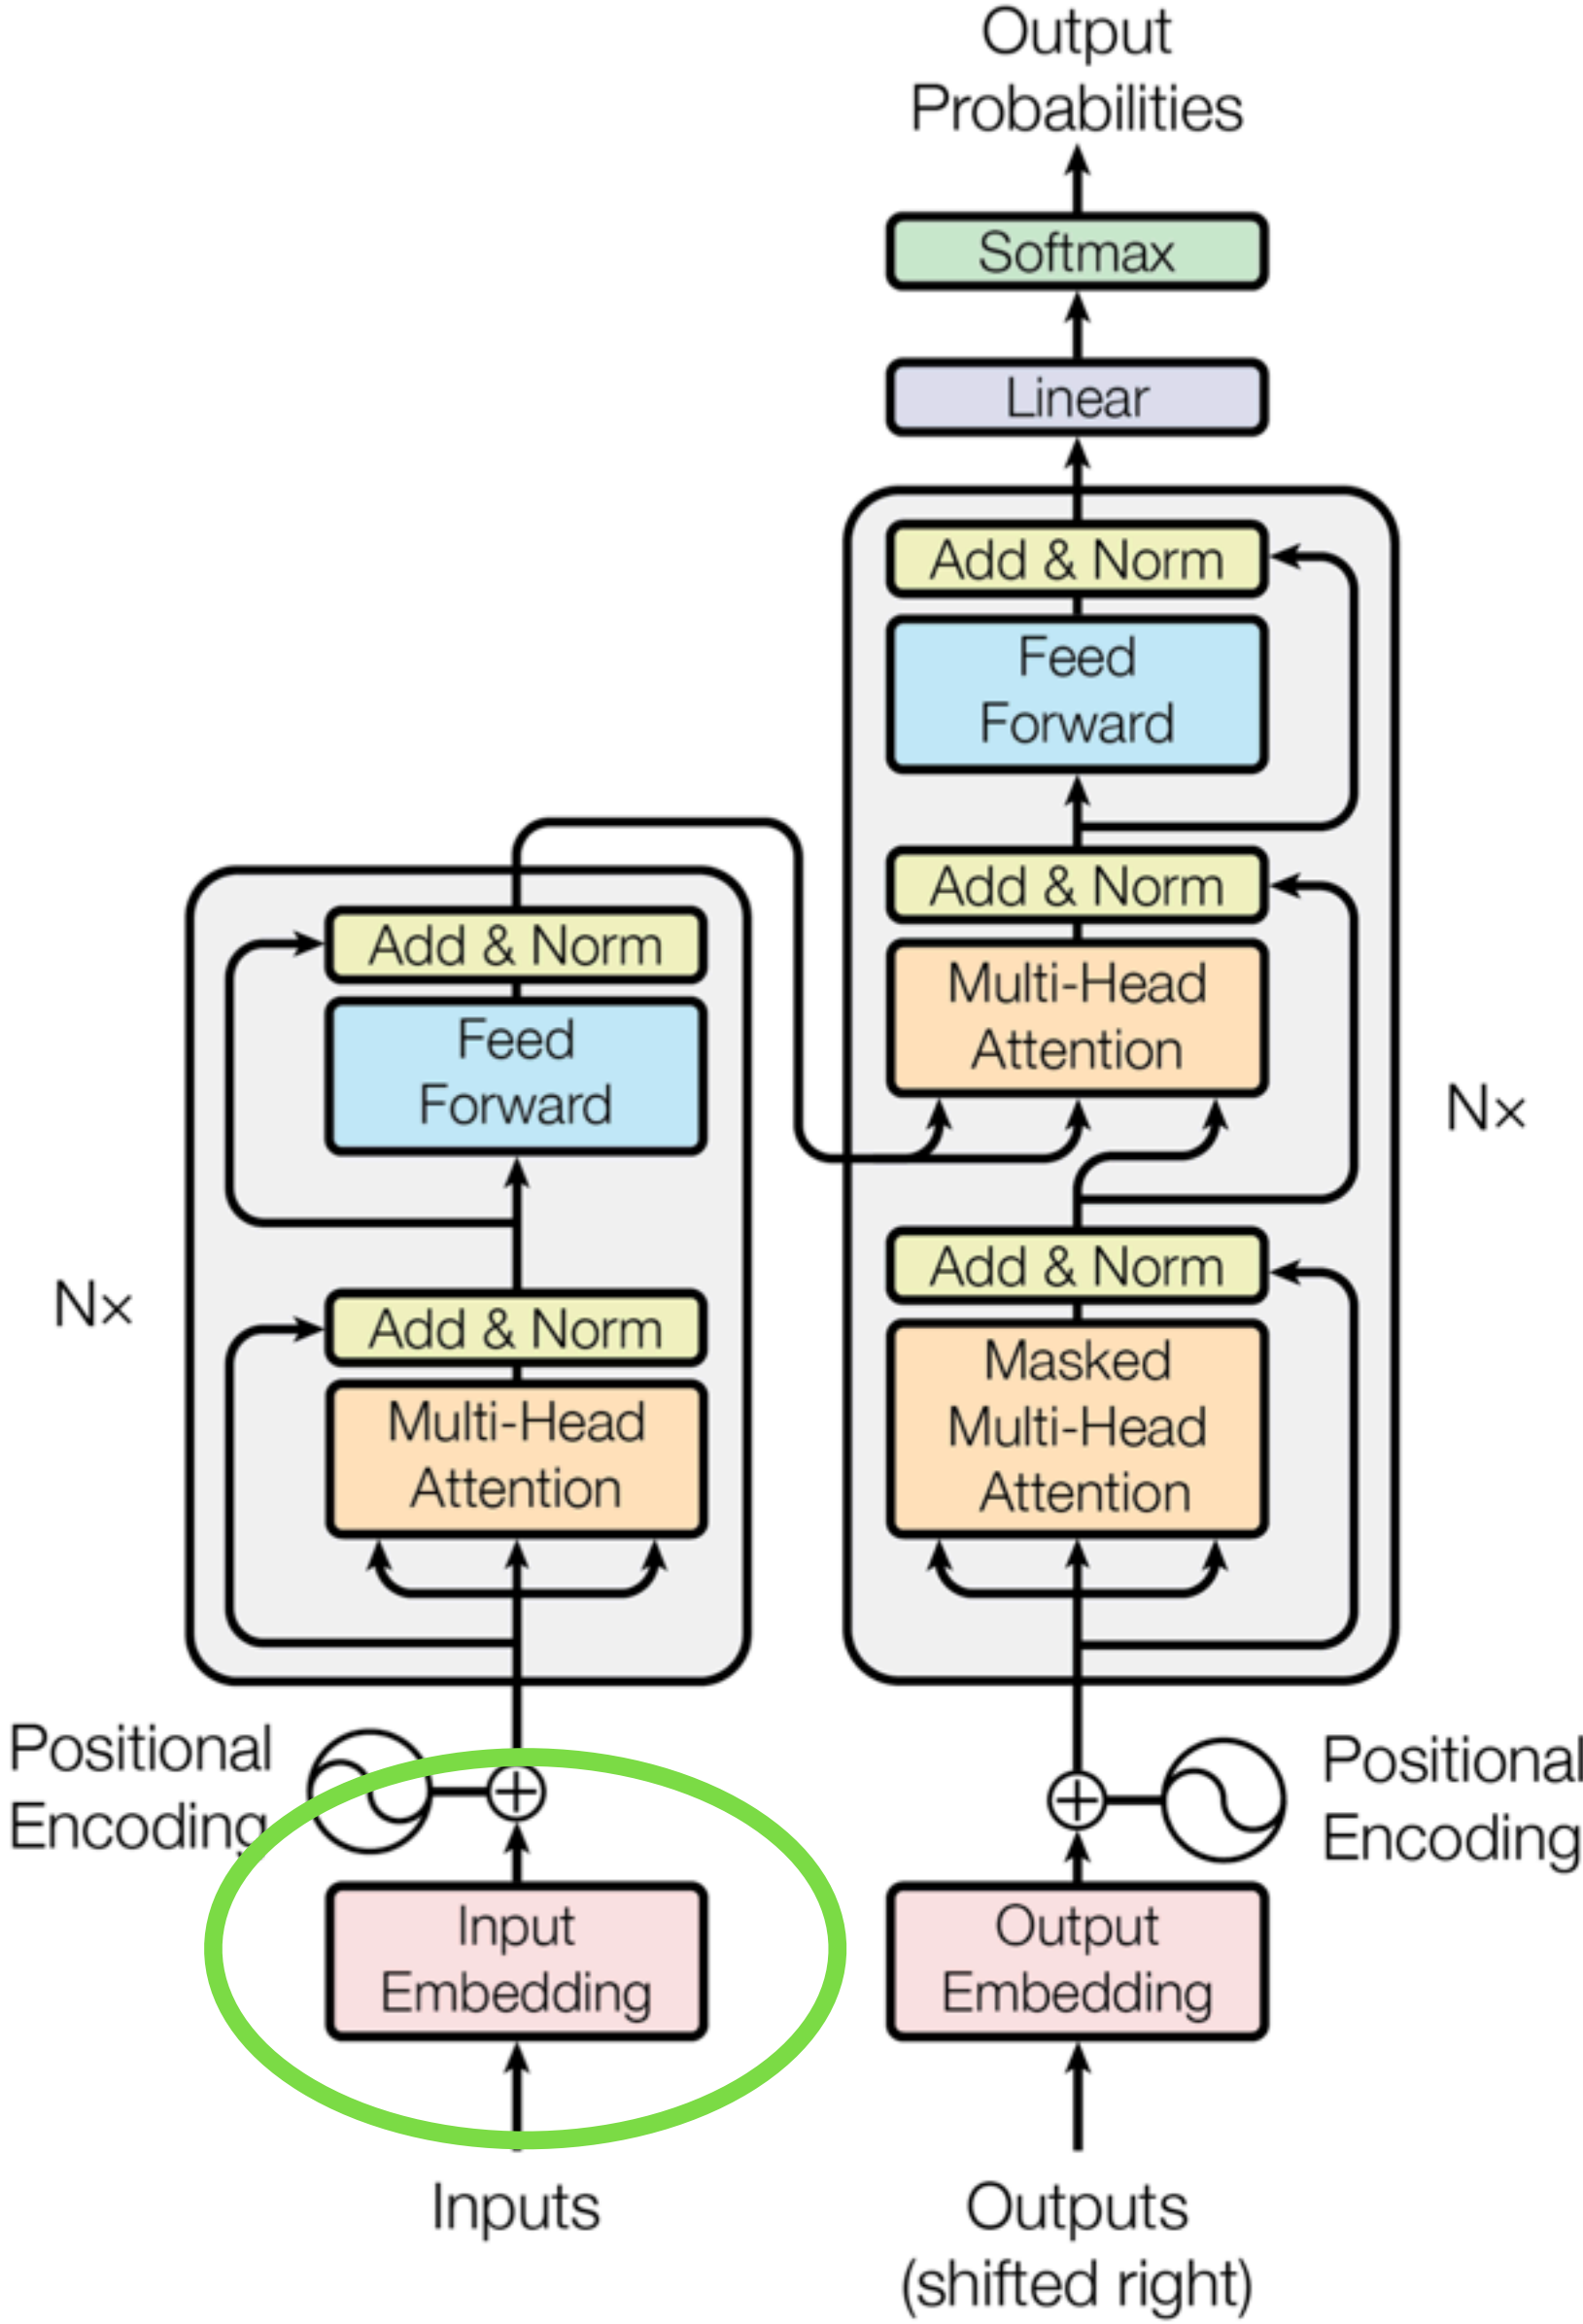 Output
Probabilities
Softmax
Linear
Add & Norm
Feed
Forward
Add & Norm
Multi-Head
Attention
Add & Norm
Masked
Multi-Head
Attention
Nx
Add & Norm
Feed
Forward
Add & Norm
Multi-Head
Attention
Nx
Positional
Encoding
Positional
Encoding
Input
Embedding
Output
Embedding
Inputs
Outputs
(shifted right)